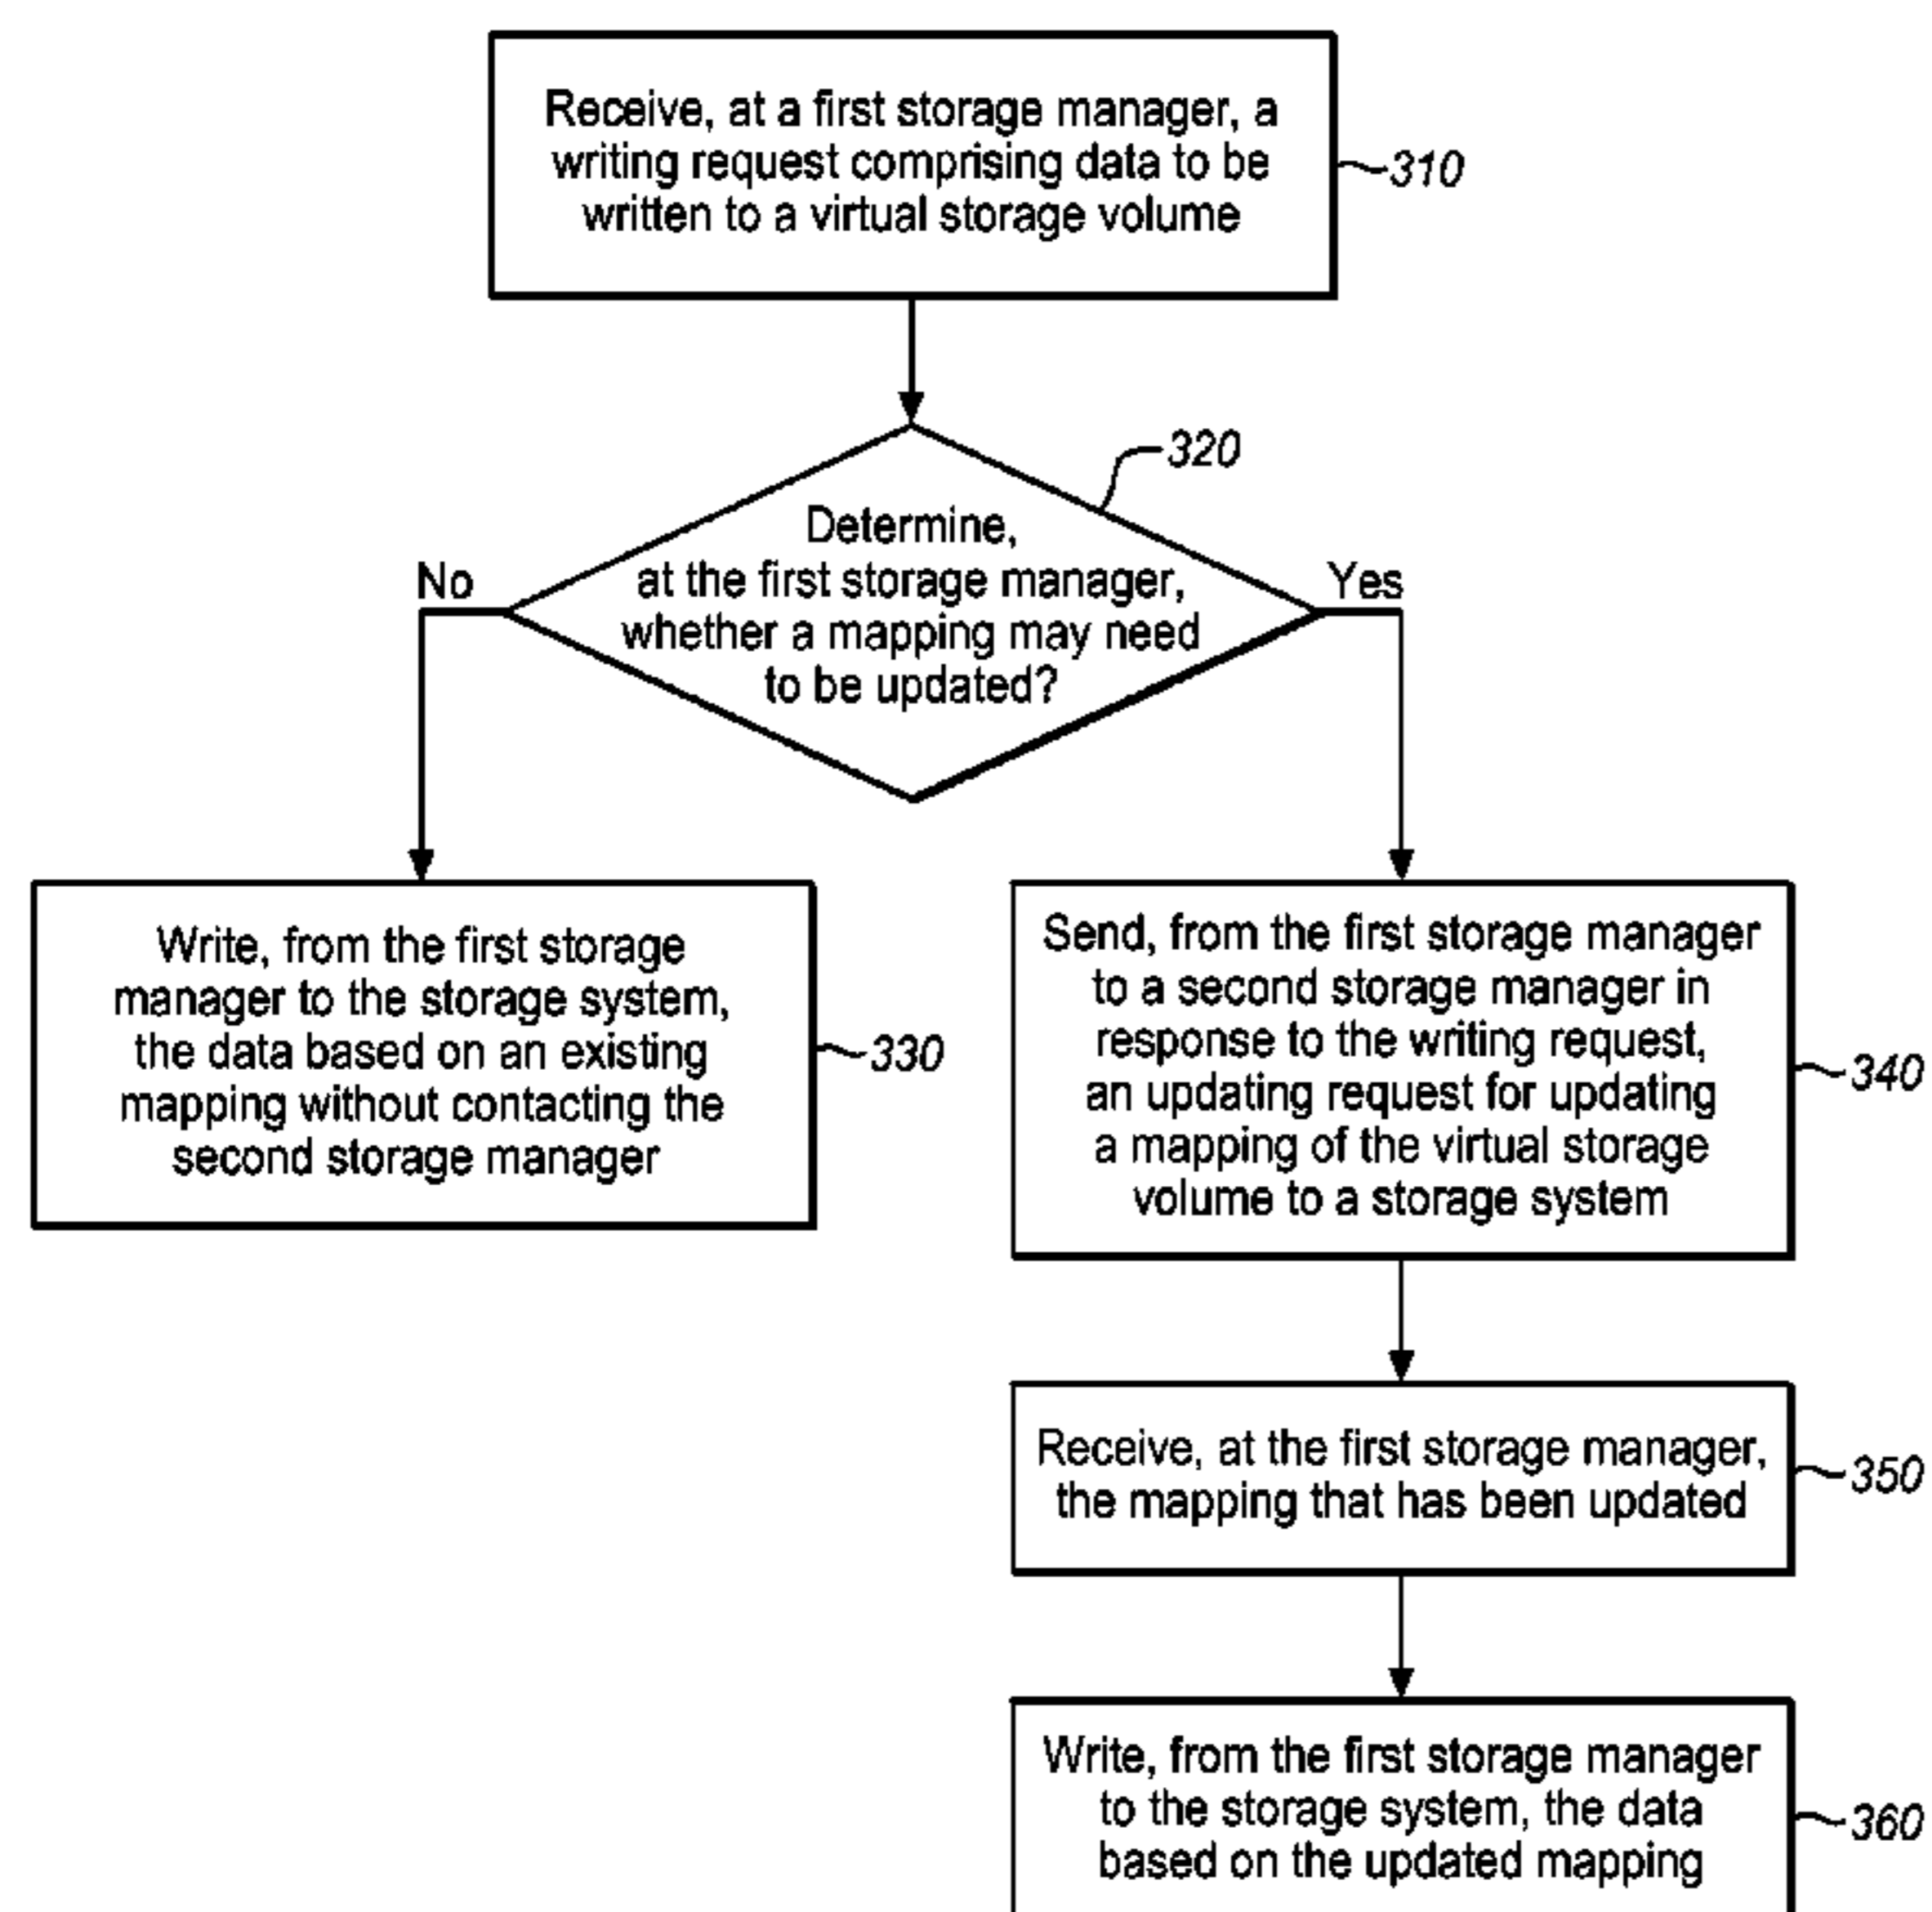 Receive, at a first storage manager, a
writing request comprising data to be
written to a virtual storage volume
310
320
Determine,
at the first storage manager,
whether a mapping may need
to be updated?
No
Yes
Write, from the first storage
manager to the storage system,
the data based on an existing
mapping without contacting the
second storage manager
330
Send, from the first storage manager
to a second storage manager in
response to the writing request,
an updating request for updating
a mapping of the virtual storage
volume to a storage system
340
Receive, at the first storage manager,
the mapping that has been updated
350
Write, from the first storage manager
to the storage system, the data
based on the updated mapping
360